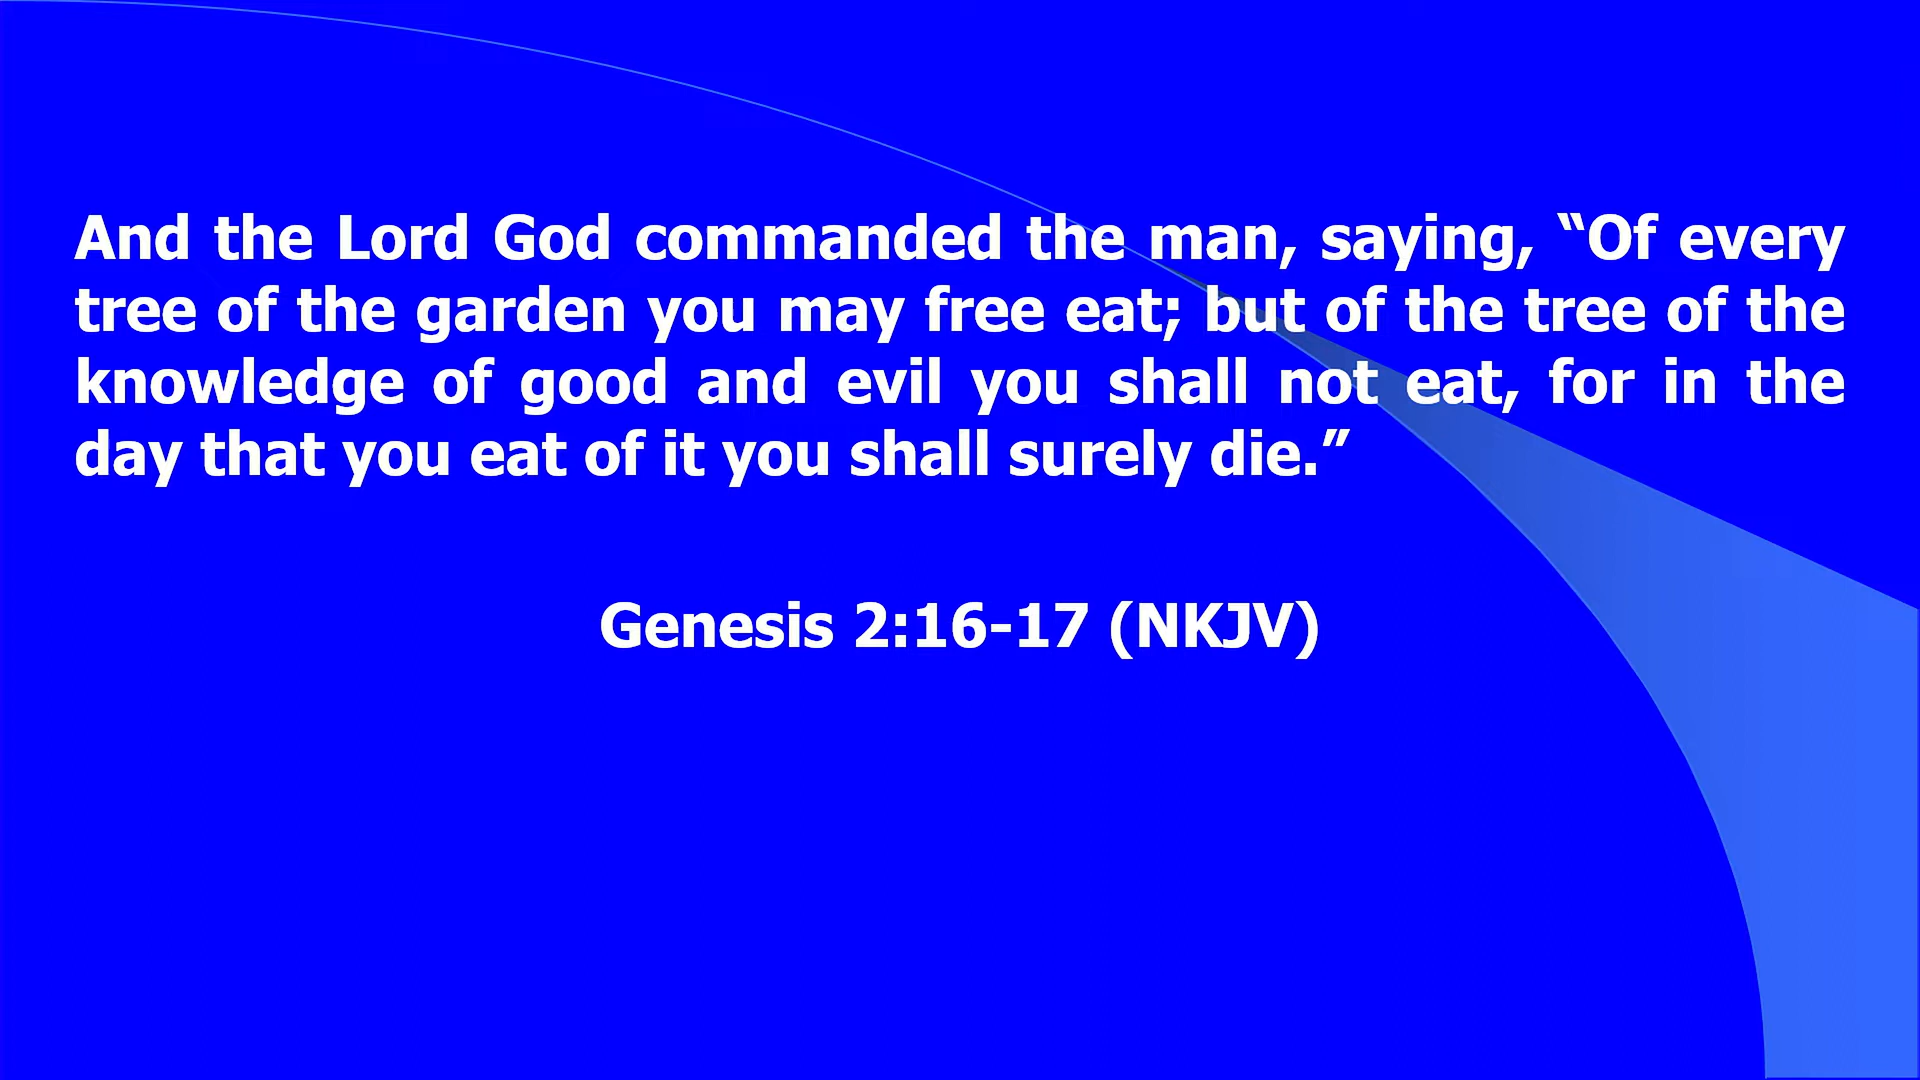 And the Lord God commanded the man, saying, “Of every
tree of the garden you may free eat; but of the tree of the
knowledge of good and evil you shall not eat, for in the
day that you eat of it you shall surely die.”
Genesis 2:16-17 (NKJV)